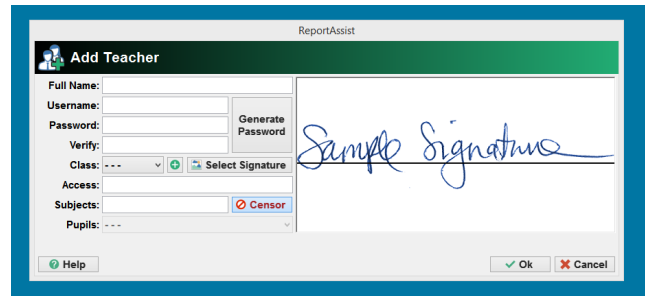 ReportAssist
Add Teacher
Full Name:
Username:
Password:
Generate Password
Verify:
Class: - - - Select Signature
Access:
Subjects: Censor
Pupils: - - -
Sample Signature
Help Ok Cancel